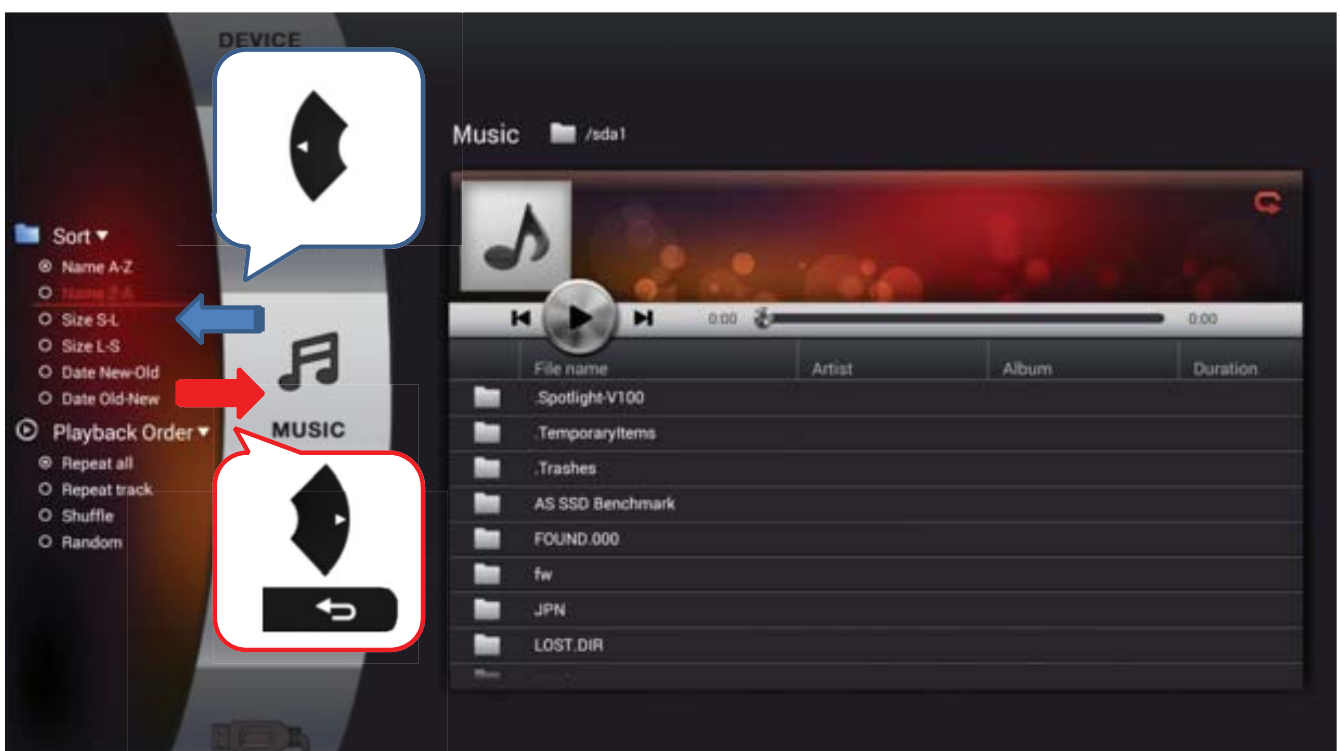 DEVICE
Music /sda1
Sort
Name A-Z
Name Z-A
Size S-L
Size L-S
Date New-Old
Date Old-New
Playback Order
Repeat all
Repeat track
Shuffle
Random
MUSIC
0:00 0:00
File name Artist Album Duration
.Spotlight-V100
.TemporaryItems
.Trashes
AS SSD Benchmark
FOUND.000
fw
JPN
LOST.DIR